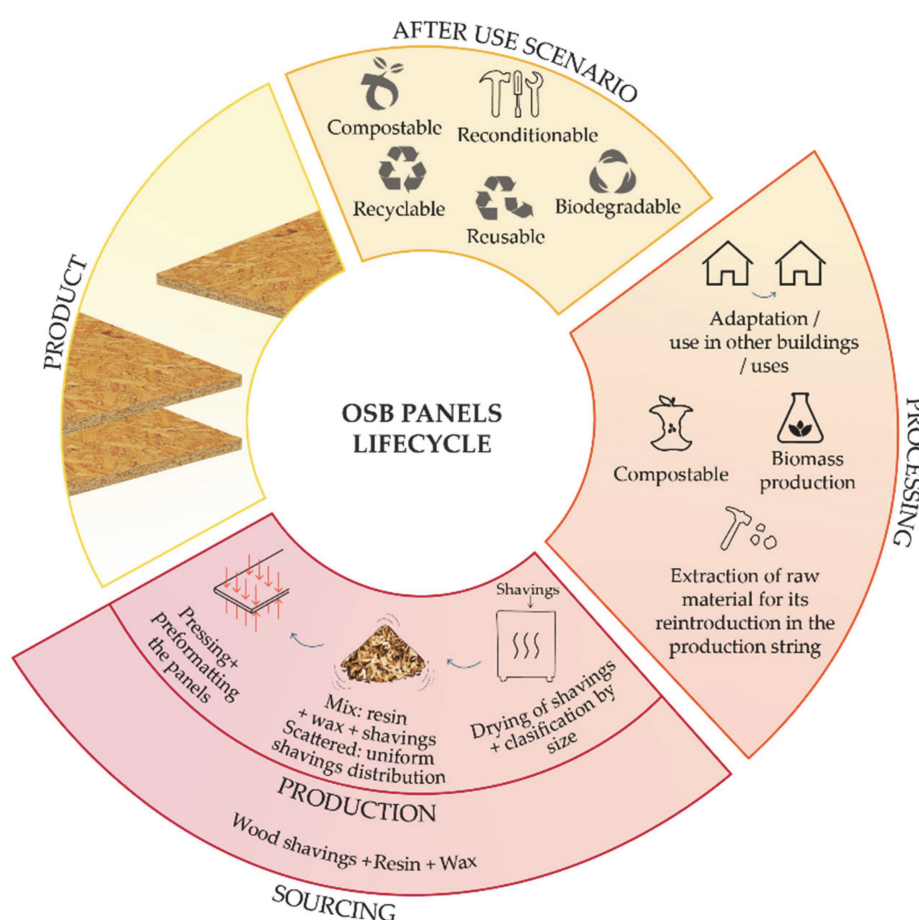 AFTER USE SCENARIO
Compostable
Reconditionable
Recyclable
Reusable
Biodegradable
PRODUCT
OSB PANELS
LIFECYCLE
PROCESSING
Adaptation /
use in other buildings
/ uses
Compostable
Biomass
production
Extraction of raw
material for its
reintroduction in the
production string
Shavings
Drying of shavings
+ clasification by
size
Mix: resin
+ wax + shavings
Scattered: uniform
shavings distribution
Pressing+
preformatting
the panels
PRODUCTION
Wood shavings +Resin + Wax
SOURCING